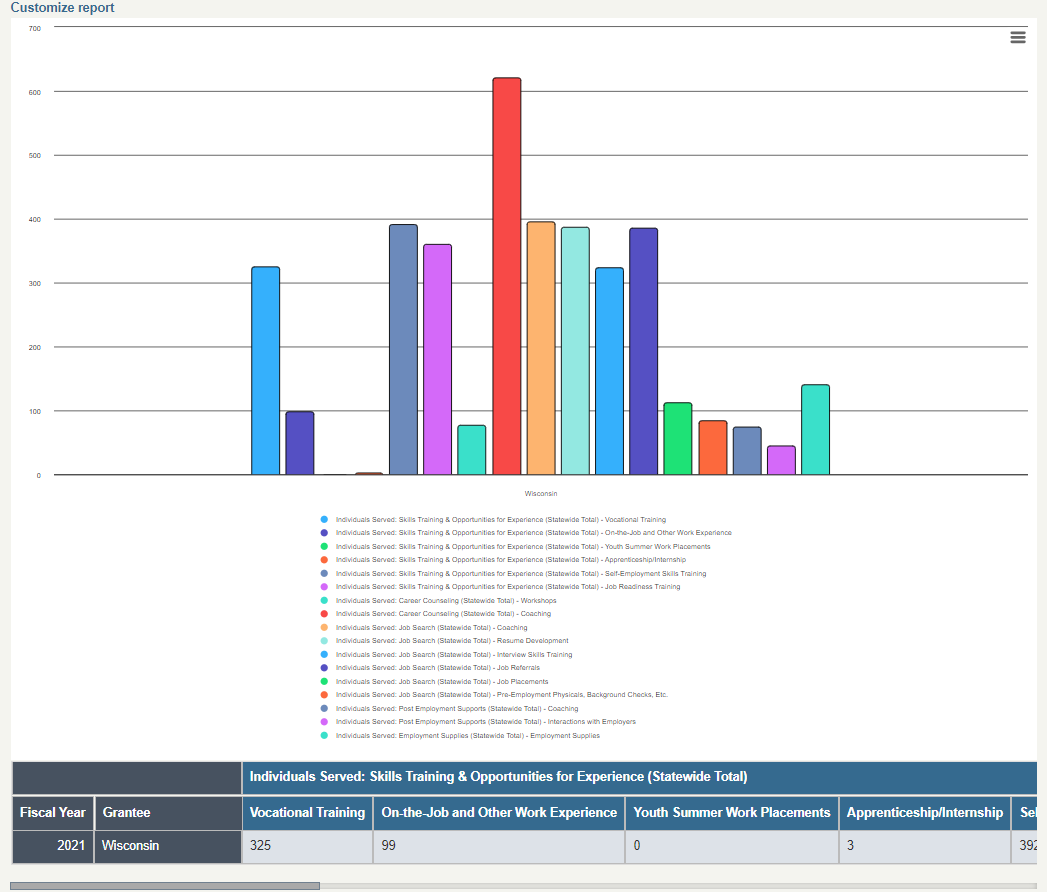 Customize report
700
600
500
400
300
200
100
0
Wisconsin
Individuals Served: Skills Training & Opportunities for Experience (Statewide Total) - Vocational Training
Individuals Served: Skills Training & Opportunities for Experience (Statewide Total) - On-the-Job and Other Work Experience
Individuals Served: Skills Training & Opportunities for Experience (Statewide Total) - Youth Summer Work Placements
Individuals Served: Skills Training & Opportunities for Experience (Statewide Total) - Apprenticeship/Internship
Individuals Served: Skills Training & Opportunities for Experience (Statewide Total) - Self-Employment Skills Training
Individuals Served: Skills Training & Opportunities for Experience (Statewide Total) - Job Readiness Training
Individuals Served: Career Counseling (Statewide Total) - Workshops
Individuals Served: Career Counseling (Statewide Total) - Coaching
Individuals Served: Job Search (Statewide Total) - Coaching
Individuals Served: Job Search (Statewide Total) - Resume Development
Individuals Served: Job Search (Statewide Total) - Interview Skills Training
Individuals Served: Job Search (Statewide Total) - Job Referrals
Individuals Served: Job Search (Statewide Total) - Job Placements
Individuals Served: Job Search (Statewide Total) - Pre-Employment Physicals, Background Checks, Etc.
Individuals Served: Post Employment Supports (Statewide Total) - Coaching
Individuals Served: Post Employment Supports (Statewide Total) - Interactions with Employers
Individuals Served: Employment Supplies (Statewide Total) - Employment Supplies
Individuals Served: Skills Training & Opportunities for Experience (Statewide Total)
Fiscal Year Grantee Vocational Training On-the-Job and Other Work Experience Youth Summer Work Placements Apprenticeship/Internship Sel
2021 Wisconsin 325 99 0 3 392